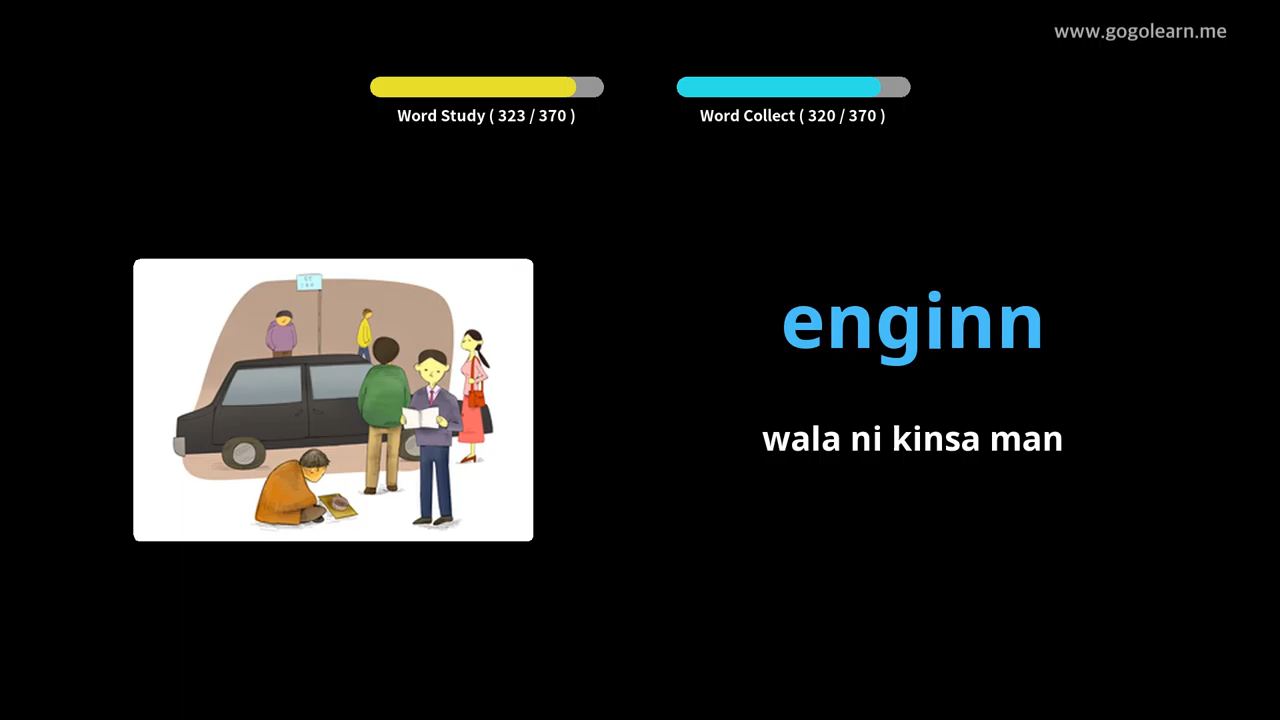 www.gogolearn.me
Word Study ( 323 / 370 )
Word Collect ( 320 / 370 )
enginn
wala ni kinsa man